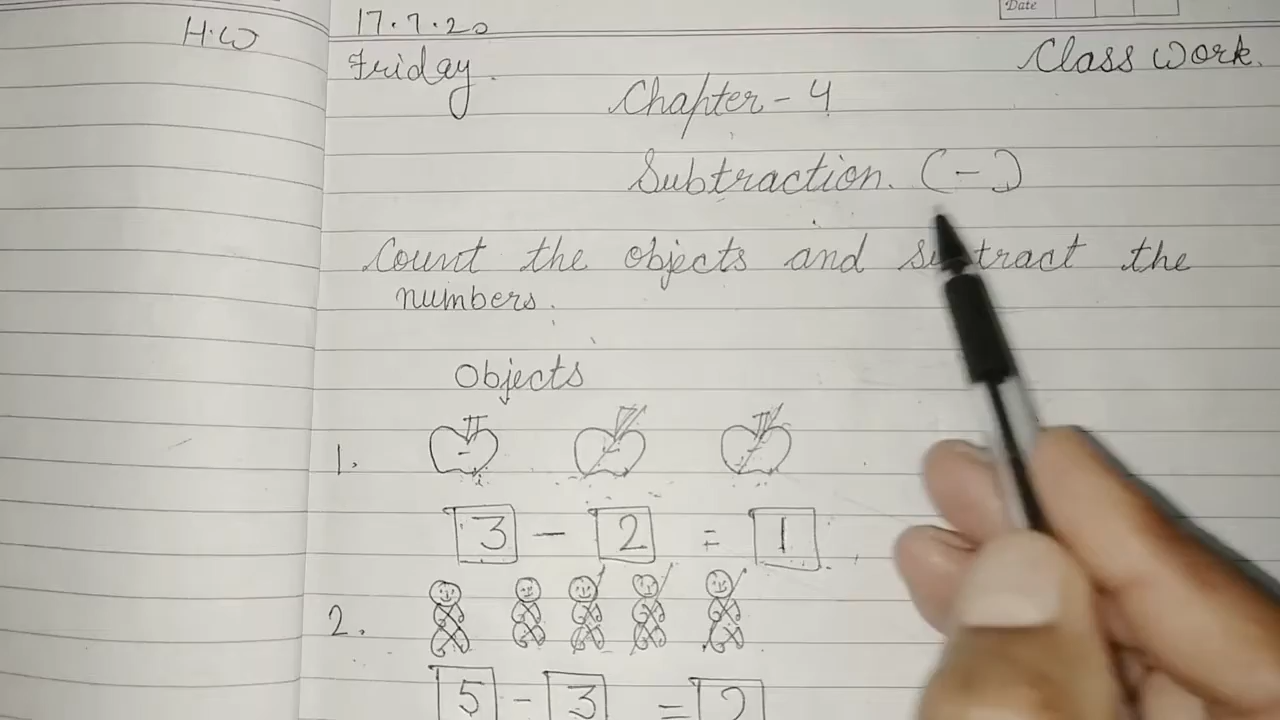 H.W
Date
17.7.20
Friday.
Class Work.
Chapter - 4
Subtraction. (-)
Count the objects and subtract the
numbers.
Objects
1.
3 - 2 = 1
2.
5 - 3 = 2